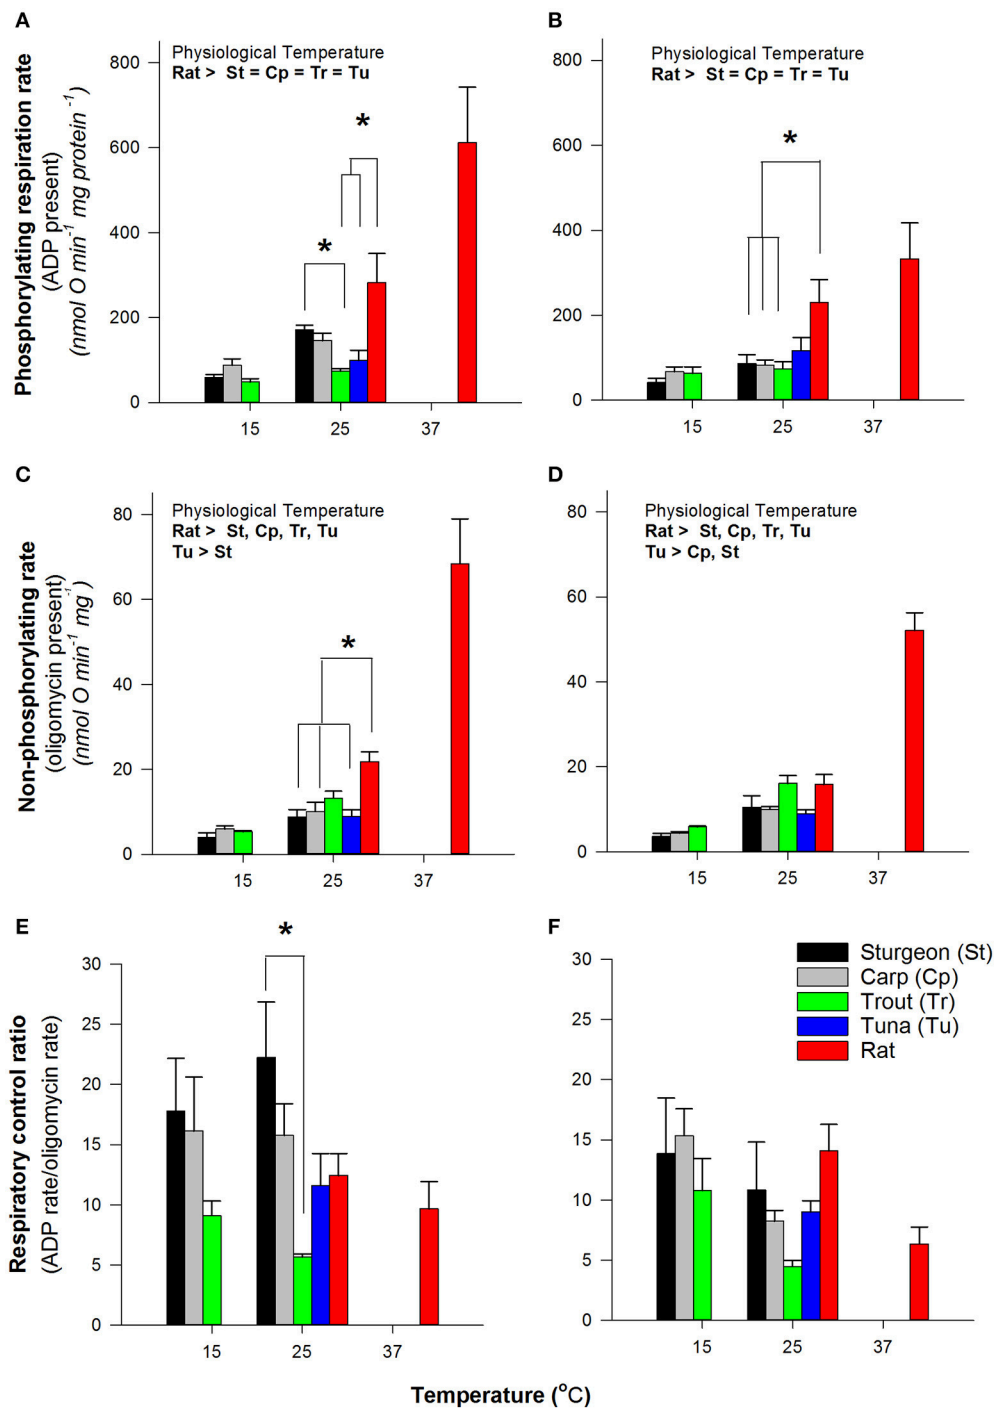 A
Physiological Temperature
Rat > St = Cp = Tr = Tu
*
*
800
600
400
200
0
15
25
37
Phosphorylating respiration rate
(ADP present)
(nmol O min-1 mg protein -1)
B
Physiological Temperature
Rat > St = Cp = Tr = Tu
*
800
600
400
200
0
15
25
37
C
Physiological Temperature
Rat > St, Cp, Tr, Tu
Tu > St
*
80
60
40
20
0
15
25
37
Non-phosphorylating rate
(oligomycin present)
(nmol O min-1 mg-1)
D
Physiological Temperature
Rat > St, Cp, Tr, Tu
Tu > Cp, St
80
60
40
20
0
15
25
37
E
*
30
25
20
15
10
5
0
15
25
37
Respiratory control ratio
(ADP rate/oligomycin rate)
F
Sturgeon (St)
Carp (Cp)
Trout (Tr)
Tuna (Tu)
Rat
30
25
20
15
10
5
0
15
25
37
Temperature (oC)